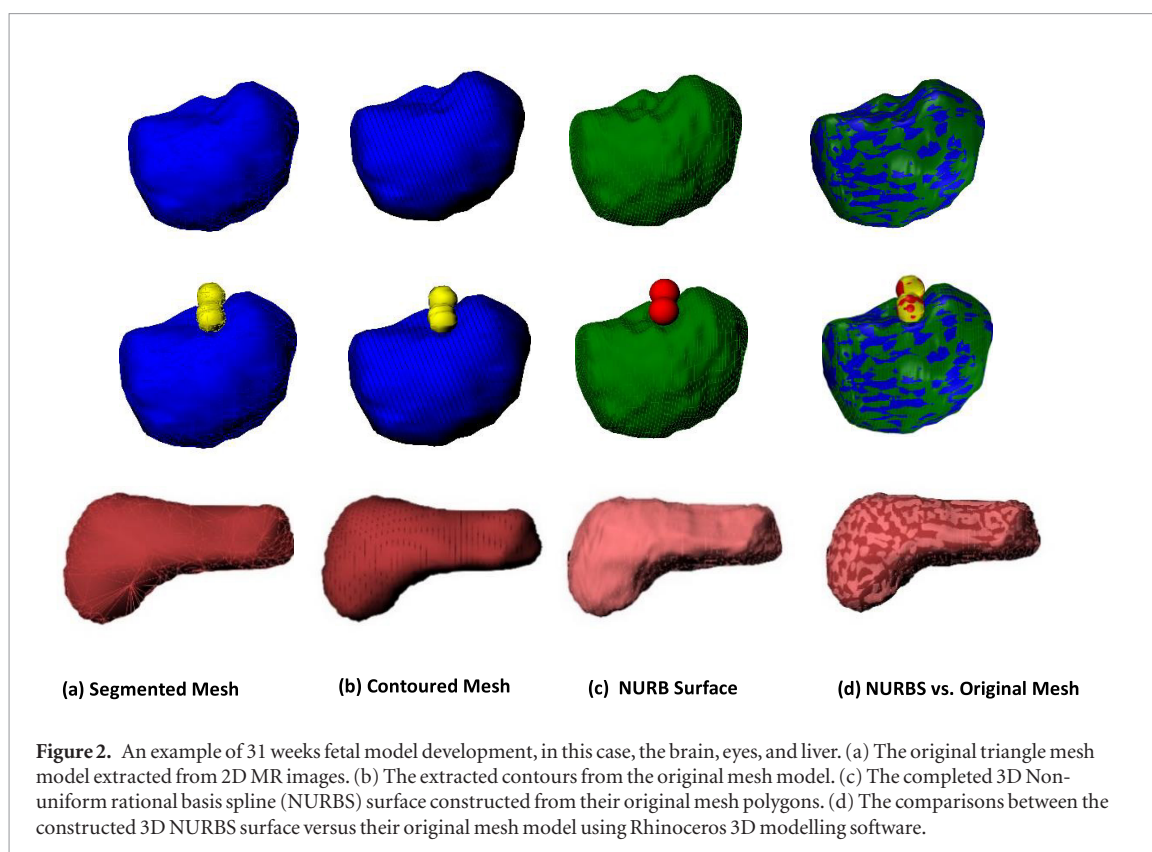 (a) Segmented Mesh
(b) Contoured Mesh
(c) NURB Surface
(d) NURBS vs. Original Mesh
Figure 2. An example of 31 weeks fetal model development, in this case, the brain, eyes, and liver. (a) The original triangle mesh
model extracted from 2D MR images. (b) The extracted contours from the original mesh model. (c) The completed 3D Non-
uniform rational basis spline (NURBS) surface constructed from their original mesh polygons. (d) The comparisons between the
constructed 3D NURBS surface versus their original mesh model using Rhinoceros 3D modelling software.